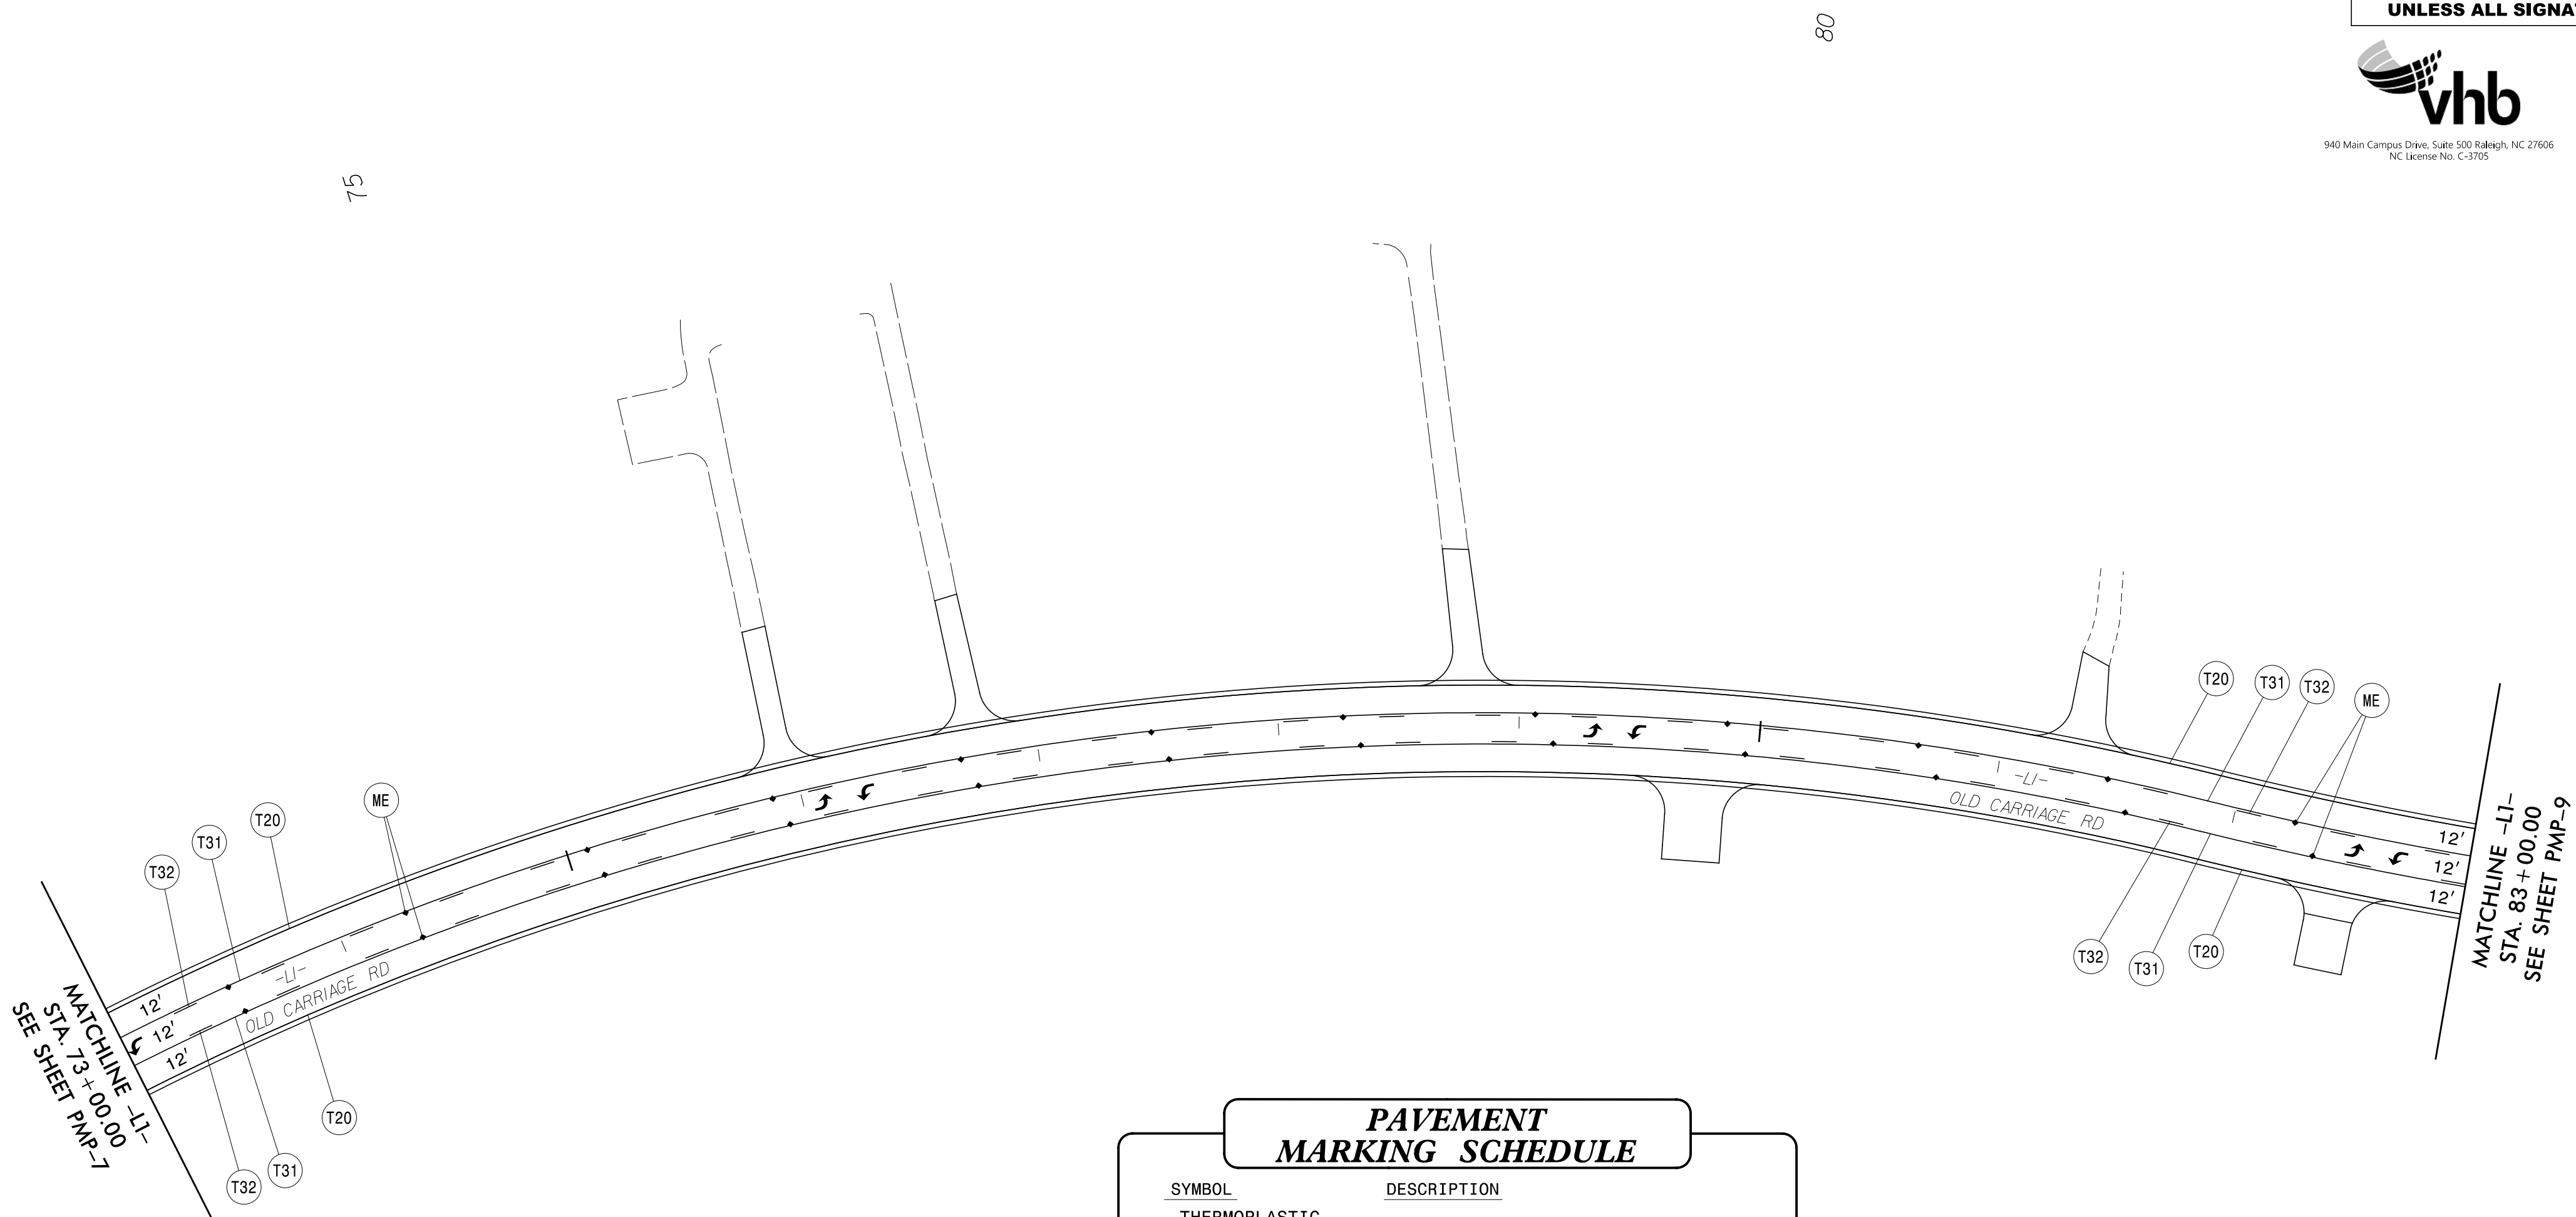 UNLESS ALL SIGNA
80
vhb
940 Main Campus Drive, Suite 500 Raleigh, NC 27606
NC License No. C-3705
75
T20
T31
T32
ME
ME
T20
T31
T32
-L1-
OLD CARRIAGE RD
12'
12'
12'
MATCHLINE -L1-
STA. 83+00.00
SEE SHEET PMP-9
T32
T31
T20
-L1-
OLD CARRIAGE RD
12'
12'
12'
MATCHLINE -L1-
STA. 73+00.00
SEE SHEET PMP-7
T20
T31
T32
PAVEMENT
MARKING SCHEDULE
SYMBOL DESCRIPTION
THERMOPLASTIC